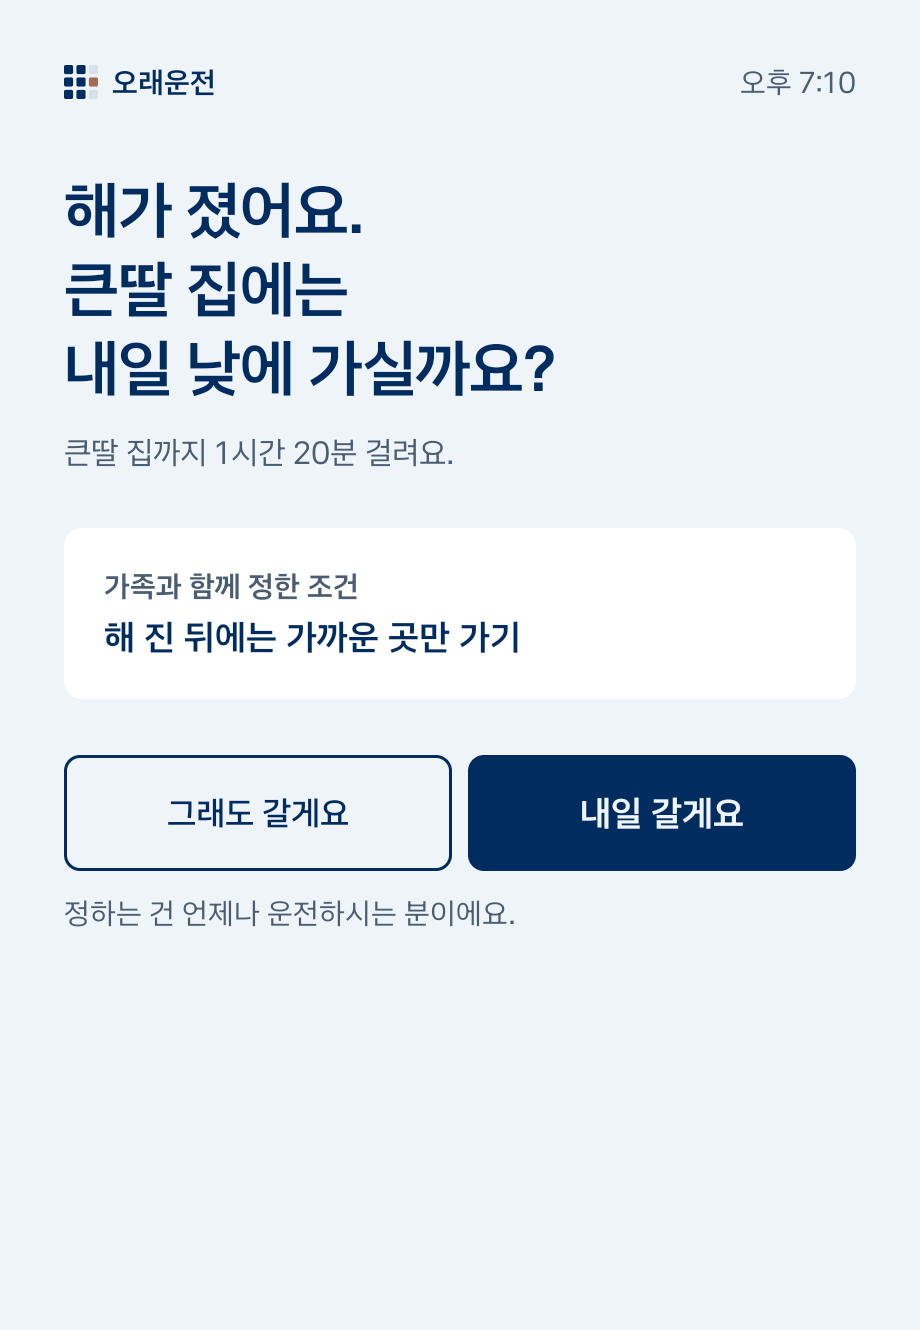 오래운전
오후 7:10
해가 졌어요.
큰딸 집에는
내일 낮에 가실까요?
큰딸 집까지 1시간 20분 걸려요.
가족과 함께 정한 조건
해 진 뒤에는 가까운 곳만 가기
그래도 갈게요
내일 갈게요
정하는 건 언제나 운전하시는 분이에요.